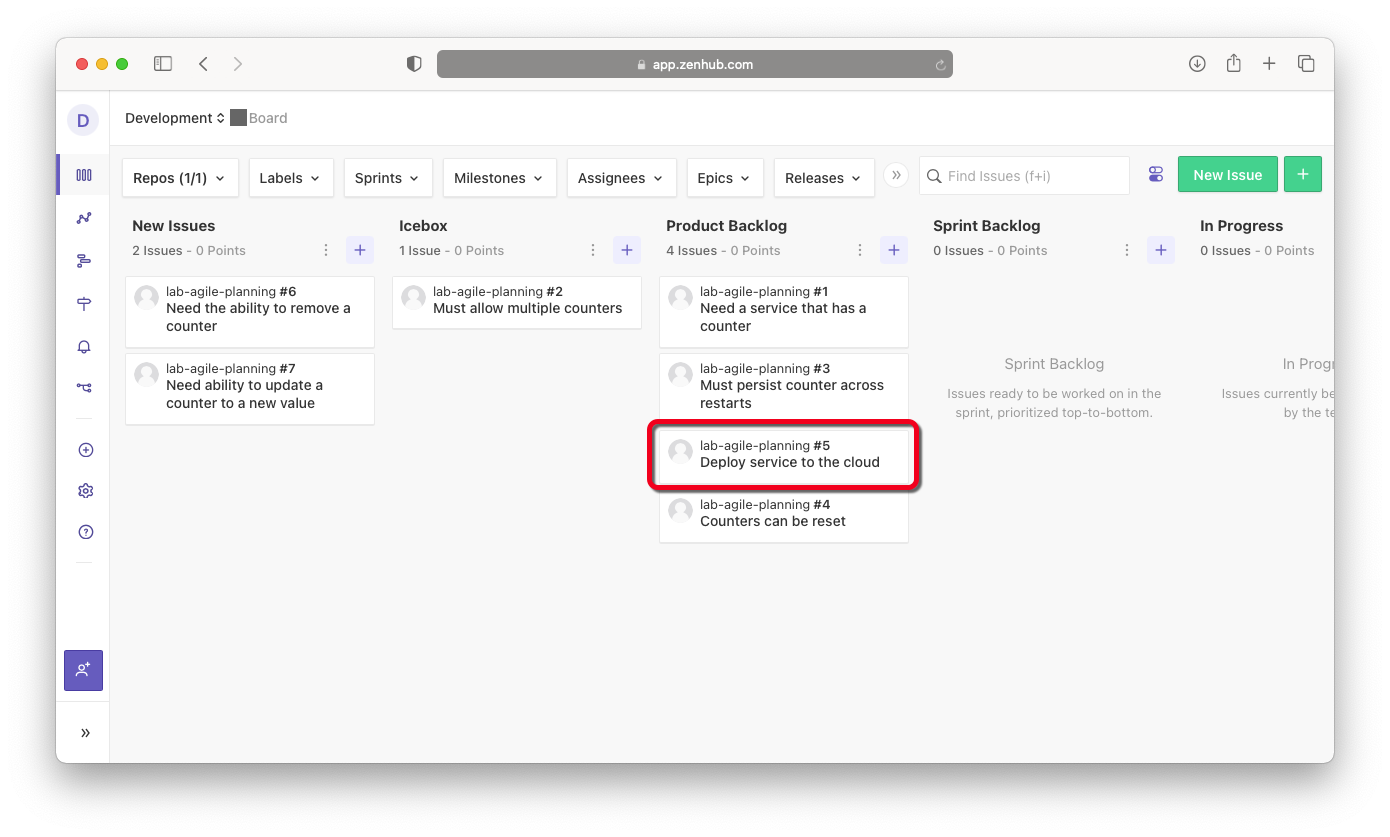 app.zenhub.com
D
Development Board
Repos (1/1)
Labels
Sprints
Milestones
Assignees
Epics
Releases
Find Issues (f+i)
New Issue
New Issues
2 Issues - 0 Points
lab-agile-planning #6
Need the ability to remove a
counter
lab-agile-planning #7
Need ability to update a
counter to a new value
Icebox
1 Issue - 0 Points
lab-agile-planning #2
Must allow multiple counters
Product Backlog
4 Issues - 0 Points
lab-agile-planning #1
Need a service that has a
counter
lab-agile-planning #3
Must persist counter across
restarts
lab-agile-planning #5
Deploy service to the cloud
lab-agile-planning #4
Counters can be reset
Sprint Backlog
0 Issues - 0 Points
Sprint Backlog
Issues ready to be worked on in the
sprint, prioritized top-to-bottom.
In Progress
0 Issues - 0 Points
In Progr
Issues currently be
by the te